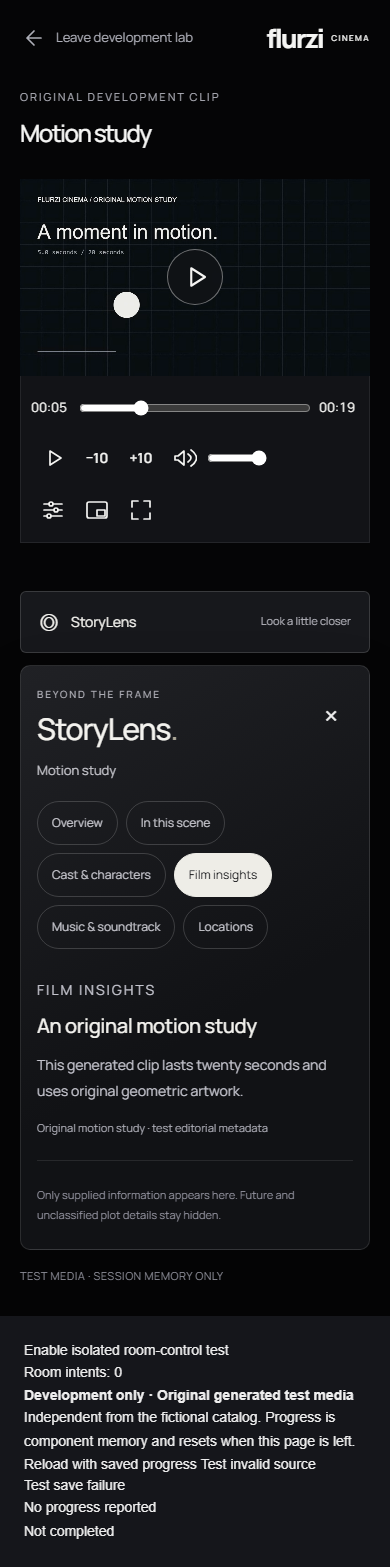 Leave development lab
flurzi CINEMA
ORIGINAL DEVELOPMENT CLIP
Motion study
FLURZI CINEMA / ORIGINAL MOTION STUDY
A moment in motion.
5.0 seconds / 20 seconds
00:05
00:19
−10
+10
StoryLens
Look a little closer
BEYOND THE FRAME
StoryLens.
Motion study
Overview
In this scene
Cast & characters
Film insights
Music & soundtrack
Locations
FILM INSIGHTS
An original motion study
This generated clip lasts twenty seconds and
uses original geometric artwork.
Original motion study · test editorial metadata
Only supplied information appears here. Future and
unclassified plot details stay hidden.
TEST MEDIA · SESSION MEMORY ONLY
Enable isolated room-control test
Room intents: 0
Development only · Original generated test media
Independent from the fictional catalog. Progress is
component memory and resets when this page is left.
Reload with saved progress Test invalid source
Test save failure
No progress reported
Not completed